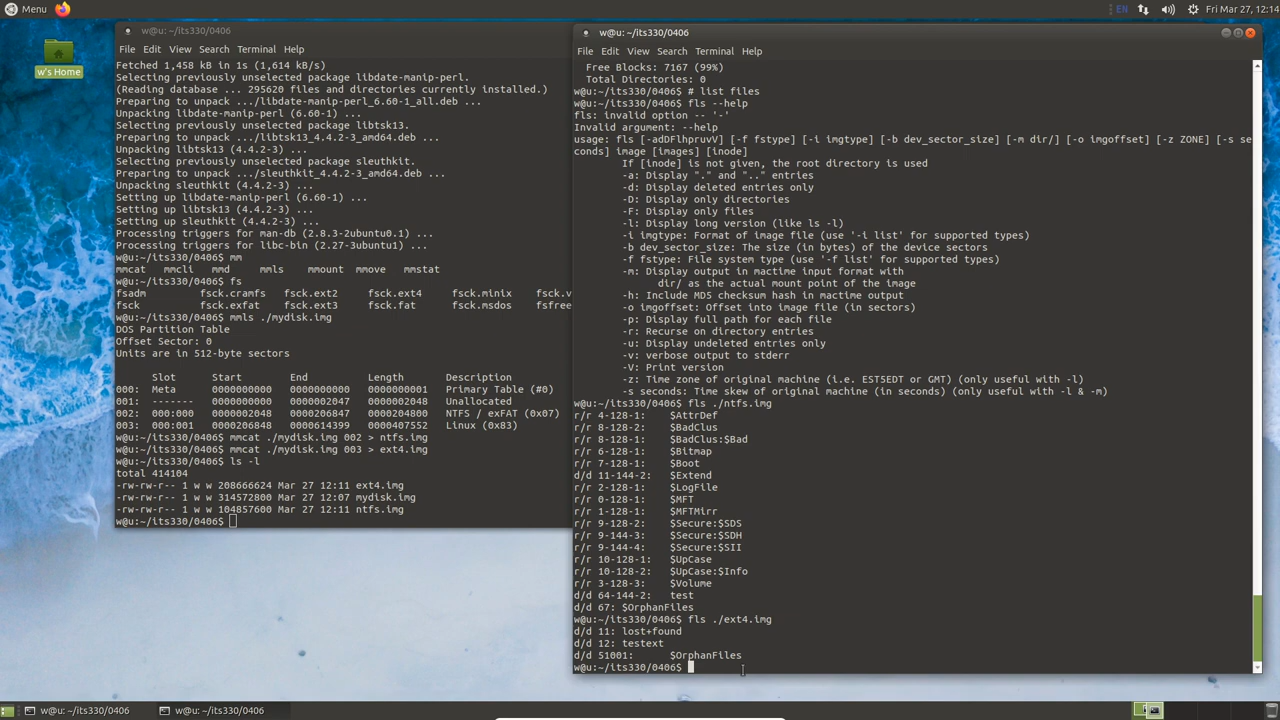 Menu
EN
Fri Mar 27, 12:14
w's Home
w@u: ~/its330/0406
File Edit View Search Terminal Help
Fetched 1,458 kB in 1s (1,614 kB/s)
Selecting previously unselected package libdate-manip-perl.
(Reading database ... 295620 files and directories currently installed.)
Preparing to unpack .../libdate-manip-perl_6.60-1_all.deb ...
Unpacking libdate-manip-perl (6.60-1) ...
Selecting previously unselected package libtsk13.
Preparing to unpack .../libtsk13_4.4.2-3_amd64.deb ...
Unpacking libtsk13 (4.4.2-3) ...
Selecting previously unselected package sleuthkit.
Preparing to unpack .../sleuthkit_4.4.2-3_amd64.deb ...
Unpacking sleuthkit (4.4.2-3) ...
Setting up libdate-manip-perl (6.60-1) ...
Setting up libtsk13 (4.4.2-3) ...
Setting up sleuthkit (4.4.2-3) ...
Processing triggers for man-db (2.8.3-2ubuntu0.1) ...
Processing triggers for libc-bin (2.27-3ubuntu1) ...
w@u:~/its330/0406$ mm
mmcat mmcli mmd mmls mmount mmove mmstat
w@u:~/its330/0406$ fs
fsadm fsck.cramfs fsck.ext2 fsck.ext4 fsck.minix fsck.v
fsck fsck.exfat fsck.ext3 fsck.fat fsck.msdos fsfree
w@u:~/its330/0406$ mmls ./mydisk.img
DOS Partition Table
Offset Sector: 0
Units are in 512-byte sectors
Slot Start End Length Description
000: Meta 0000000000 0000000000 0000000001 Primary Table (#0)
001: ------- 0000000000 0000002047 0000002048 Unallocated
002: 000:000 0000002048 0000206847 0000204800 NTFS / exFAT (0x07)
003: 000:001 0000206848 0000614399 0000407552 Linux (0x83)
w@u:~/its330/0406$ mmcat ./mydisk.img 002 > ntfs.img
w@u:~/its330/0406$ mmcat ./mydisk.img 003 > ext4.img
w@u:~/its330/0406$ ls -l
total 414104
-rw-rw-r-- 1 w w 208666624 Mar 27 12:11 ext4.img
-rw-rw-r-- 1 w w 314572800 Mar 27 12:07 mydisk.img
-rw-rw-r-- 1 w w 104857600 Mar 27 12:11 ntfs.img
w@u:~/its330/0406$
w@u: ~/its330/0406
File Edit View Search Terminal Help
Free Blocks: 7167 (99%)
Total Directories: 0
w@u:~/its330/0406$ # list files
w@u:~/its330/0406$ fls --help
fls: invalid option -- '-'
Invalid argument: --help
usage: fls [-adDFlhpruvV] [-f fstype] [-i imgtype] [-b dev_sector_size] [-m dir/] [-o imgoffset] [-z ZONE] [-s se
conds] image [images] [inode]
If [inode] is not given, the root directory is used
-a: Display "." and ".." entries
-d: Display deleted entries only
-D: Display only directories
-F: Display only files
-l: Display long version (like ls -l)
-i imgtype: Format of image file (use '-i list' for supported types)
-b dev_sector_size: The size (in bytes) of the device sectors
-f fstype: File system type (use '-f list' for supported types)
-m: Display output in mactime input format with
dir/ as the actual mount point of the image
-h: Include MD5 checksum hash in mactime output
-o imgoffset: Offset into image file (in sectors)
-p: Display full path for each file
-r: Recurse on directory entries
-u: Display undeleted entries only
-v: verbose output to stderr
-V: Print version
-z: Time zone of original machine (i.e. EST5EDT or GMT) (only useful with -l)
-s seconds: Time skew of original machine (in seconds) (only useful with -l & -m)
w@u:~/its330/0406$ fls ./ntfs.img
r/r 4-128-1: $AttrDef
r/r 8-128-2: $BadClus
r/r 8-128-1: $BadClus:$Bad
r/r 6-128-1: $Bitmap
r/r 7-128-1: $Boot
d/d 11-144-2: $Extend
r/r 2-128-1: $LogFile
r/r 0-128-1: $MFT
r/r 1-128-1: $MFTMirr
r/r 9-128-2: $Secure:$SDS
r/r 9-144-3: $Secure:$SDH
r/r 9-144-4: $Secure:$SII
r/r 10-128-1: $UpCase
r/r 10-128-2: $UpCase:$Info
r/r 3-128-3: $Volume
d/d 64-144-2: test
d/d 67: $OrphanFiles
w@u:~/its330/0406$ fls ./ext4.img
d/d 11: lost+found
d/d 12: testext
d/d 51001: $OrphanFiles
w@u:~/its330/0406$
w@u: ~/its330/0406
w@u: ~/its330/0406